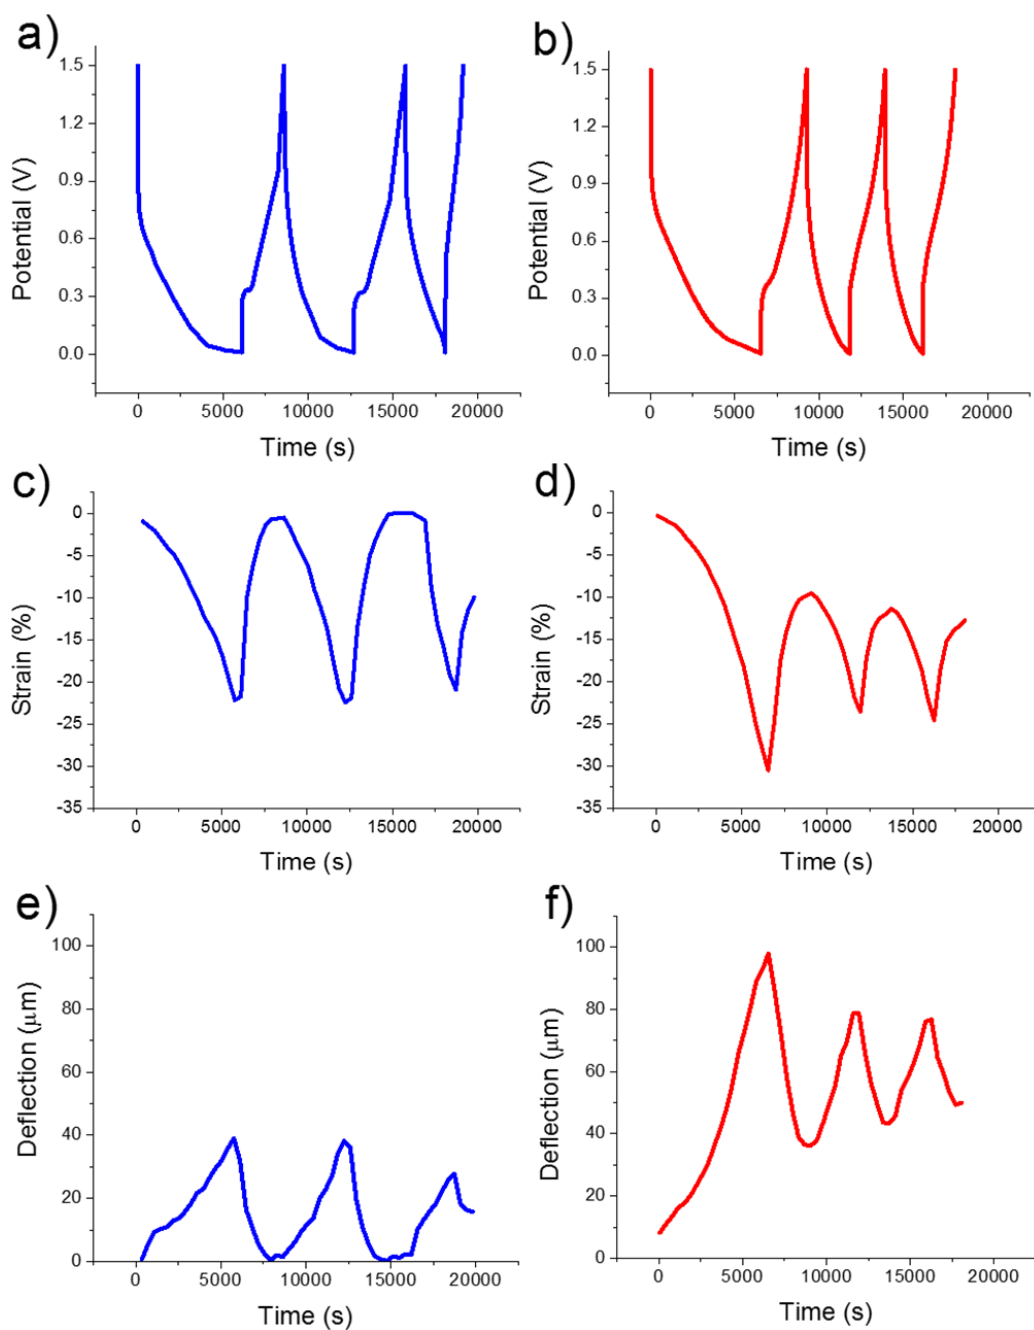 a)
1.5
1.2
0.9
0.6
0.3
0.0
Potential (V)
0 5000 10000 15000 20000
Time (s)
b)
1.5
1.2
0.9
0.6
0.3
0.0
Potential (V)
0 5000 10000 15000 20000
Time (s)
c)
0
-5
-10
-15
-20
-25
-30
-35
Strain (%)
0 5000 10000 15000 20000
Time (s)
d)
0
-5
-10
-15
-20
-25
-30
-35
Strain (%)
0 5000 10000 15000 20000
Time (s)
e)
100
80
60
40
20
0
Deflection (μm)
0 5000 10000 15000 20000
Time (s)
f)
100
80
60
40
20
0
Deflection (μm)
0 5000 10000 15000 20000
Time (s)